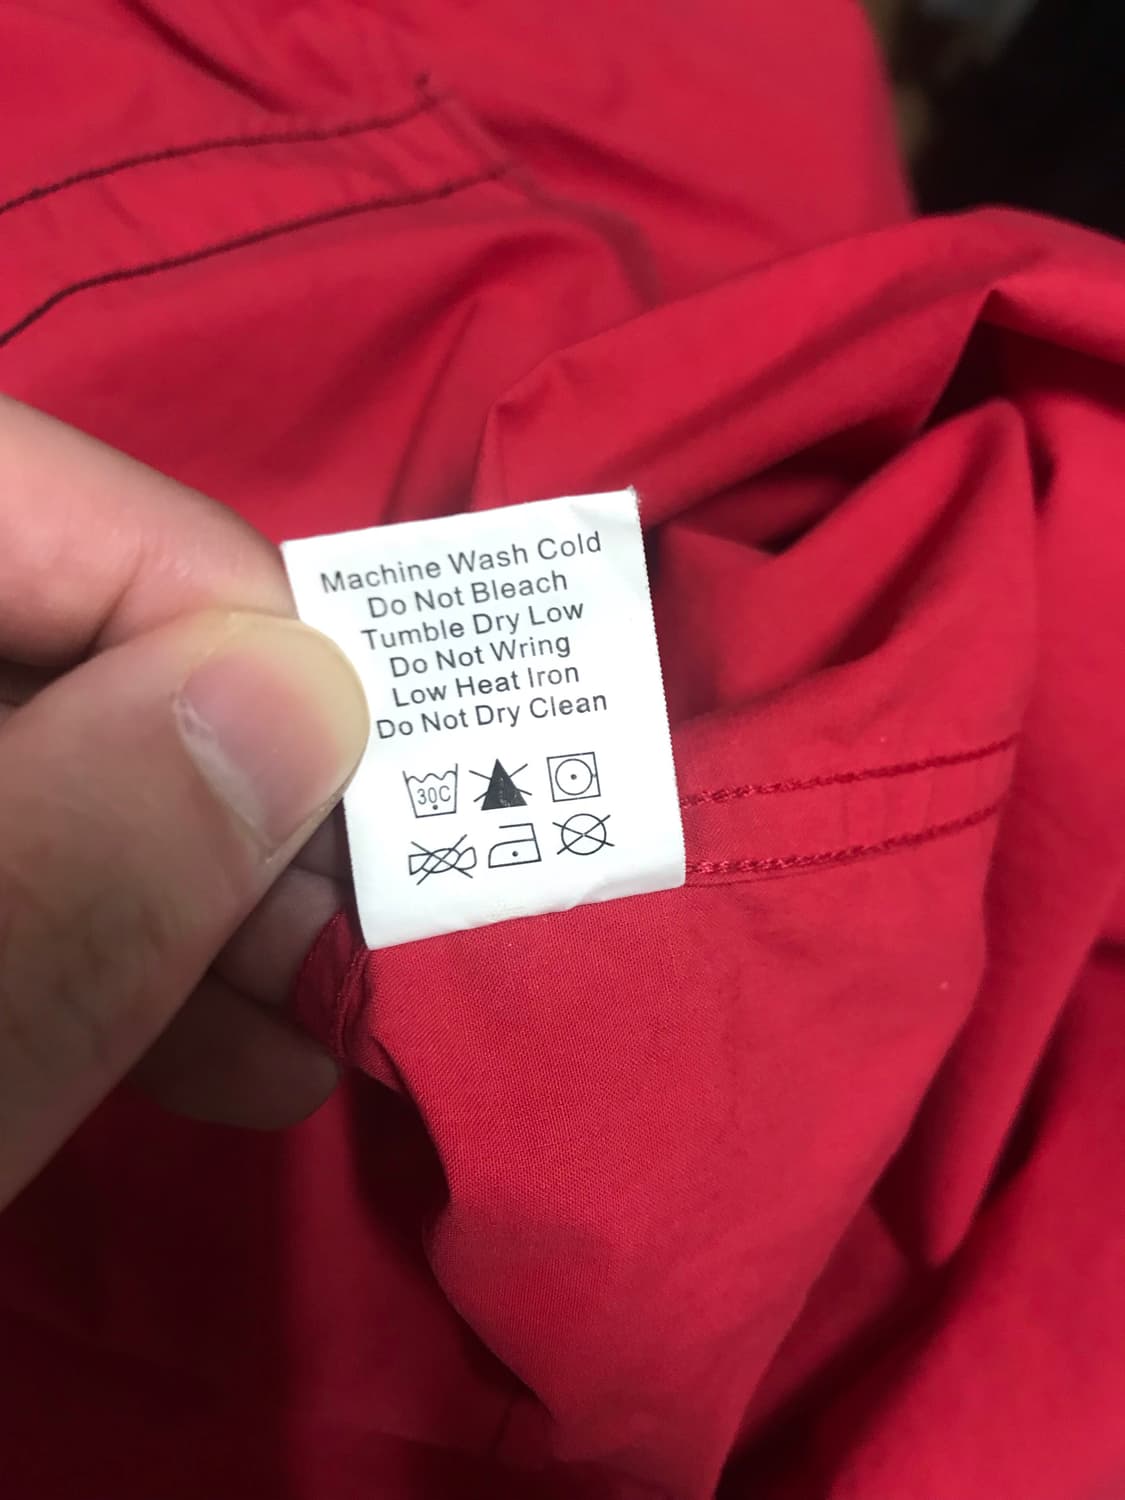 Machine Wash Cold
Do Not Bleach
Tumble Dry Low
Do Not Wring
Low Heat Iron
Do Not Dry Clean
30C